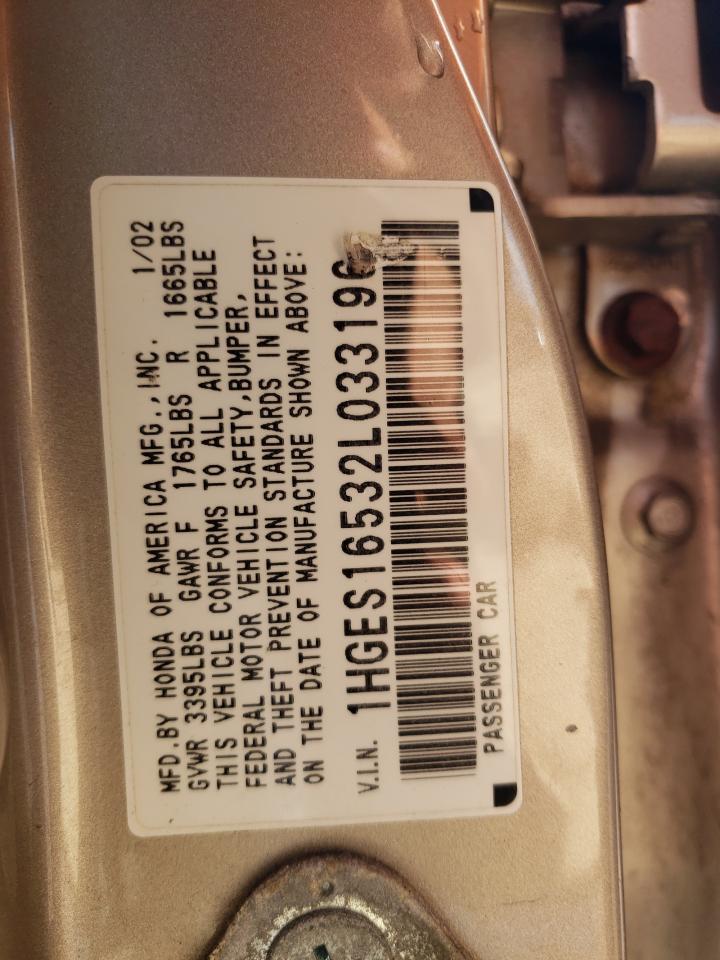 MFD.BY HONDA OF AMERICA MFG.,INC. 1/02
GVWR 3395LBS GAWR F 1765LBS R 1665LBS
THIS VEHICLE CONFORMS TO ALL APPLICABLE
FEDERAL MOTOR VEHICLE SAFETY,BUMPER,
AND THEFT PREVENTION STANDARDS IN EFFECT
ON THE DATE OF MANUFACTURE SHOWN ABOVE:
V.I.N. 1HGES16532L033196
PASSENGER CAR